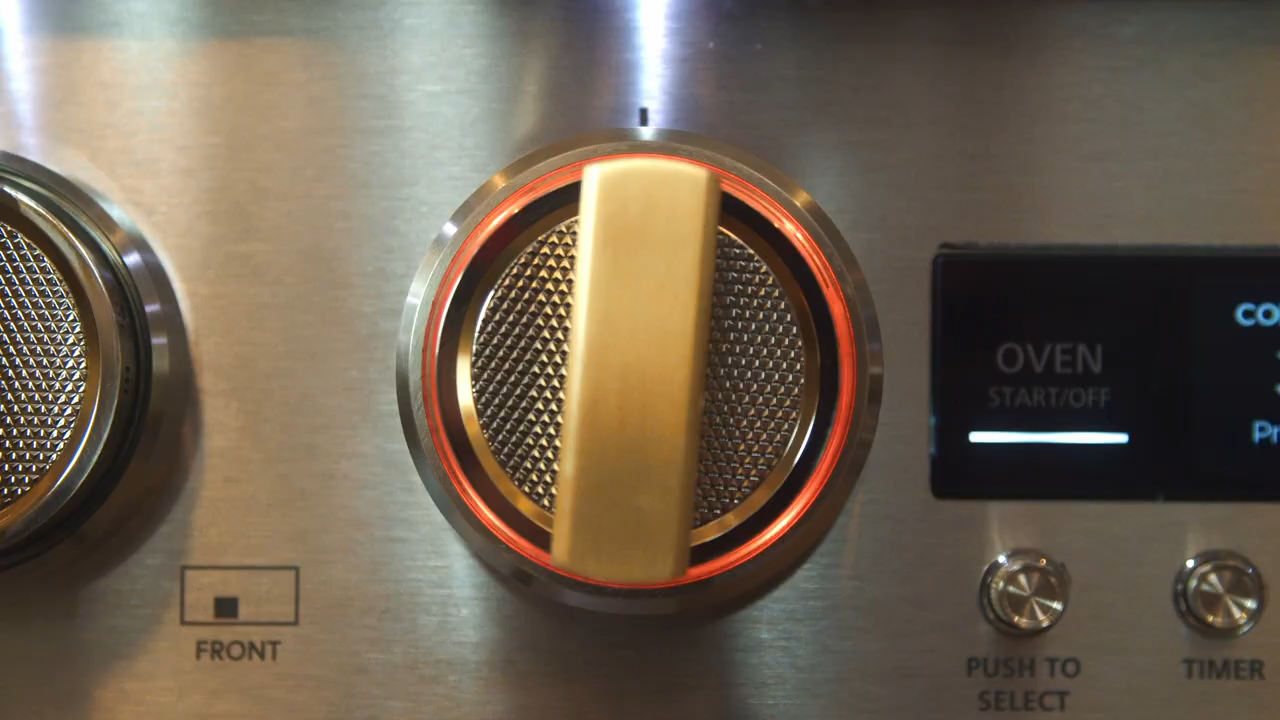 OVEN
START/OFF
FRONT
PUSH TO
SELECT
TIMER